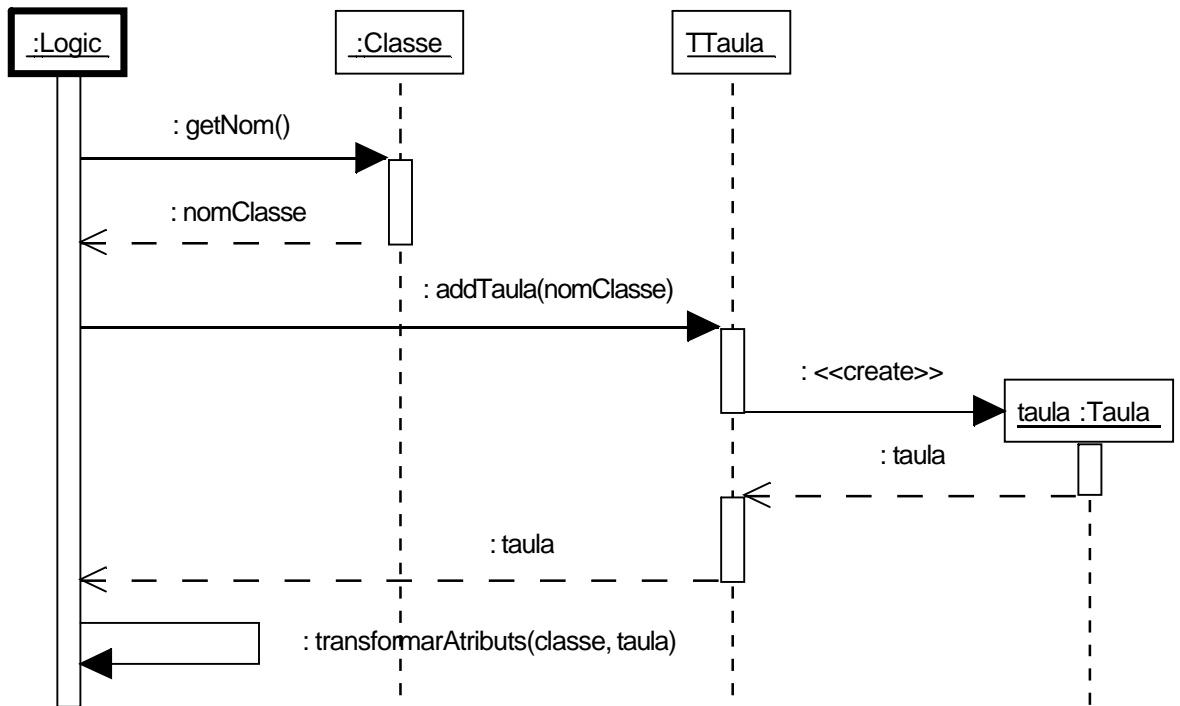 :Logic
:Classe
TTaula
: getNom()
: nomClasse
: addTaula(nomClasse)
: <<create>>
taula :Taula
: taula
: taula
: transformarAtributs(classe, taula)